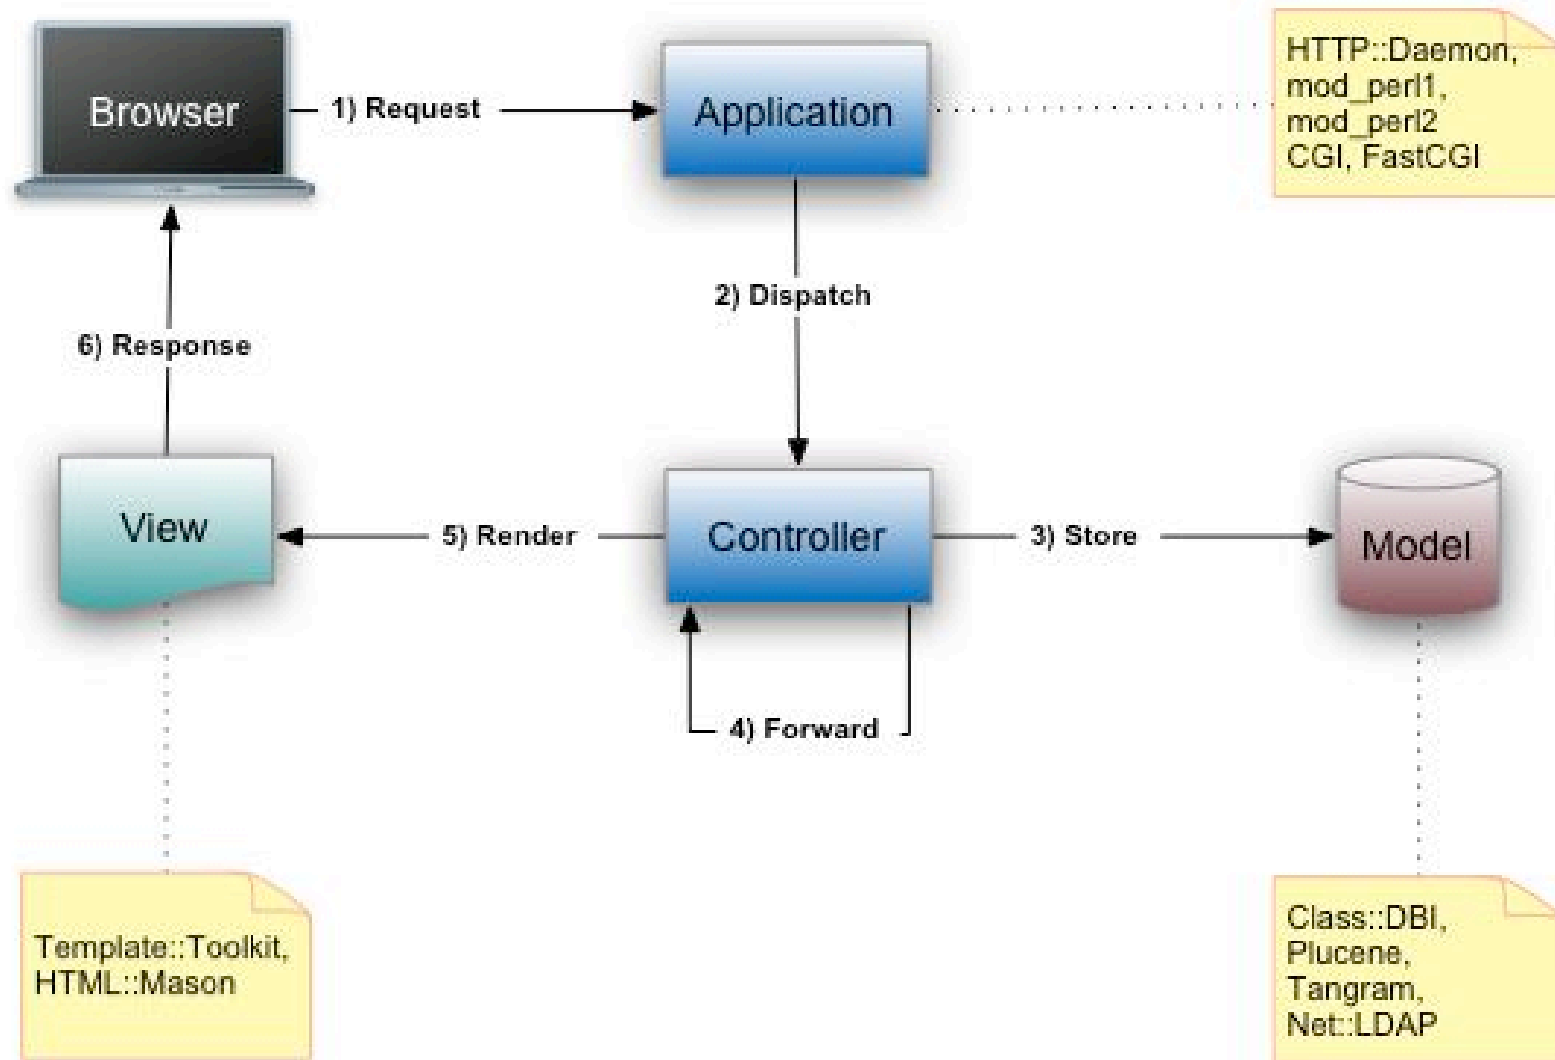 Browser
1) Request
Application
HTTP::Daemon,
mod_perl1,
mod_perl2
CGI, FastCGI
2) Dispatch
6) Response
View
5) Render
Controller
3) Store
Model
4) Forward
Template::Toolkit,
HTML::Mason
Class::DBI,
Plucene,
Tangram,
Net::LDAP